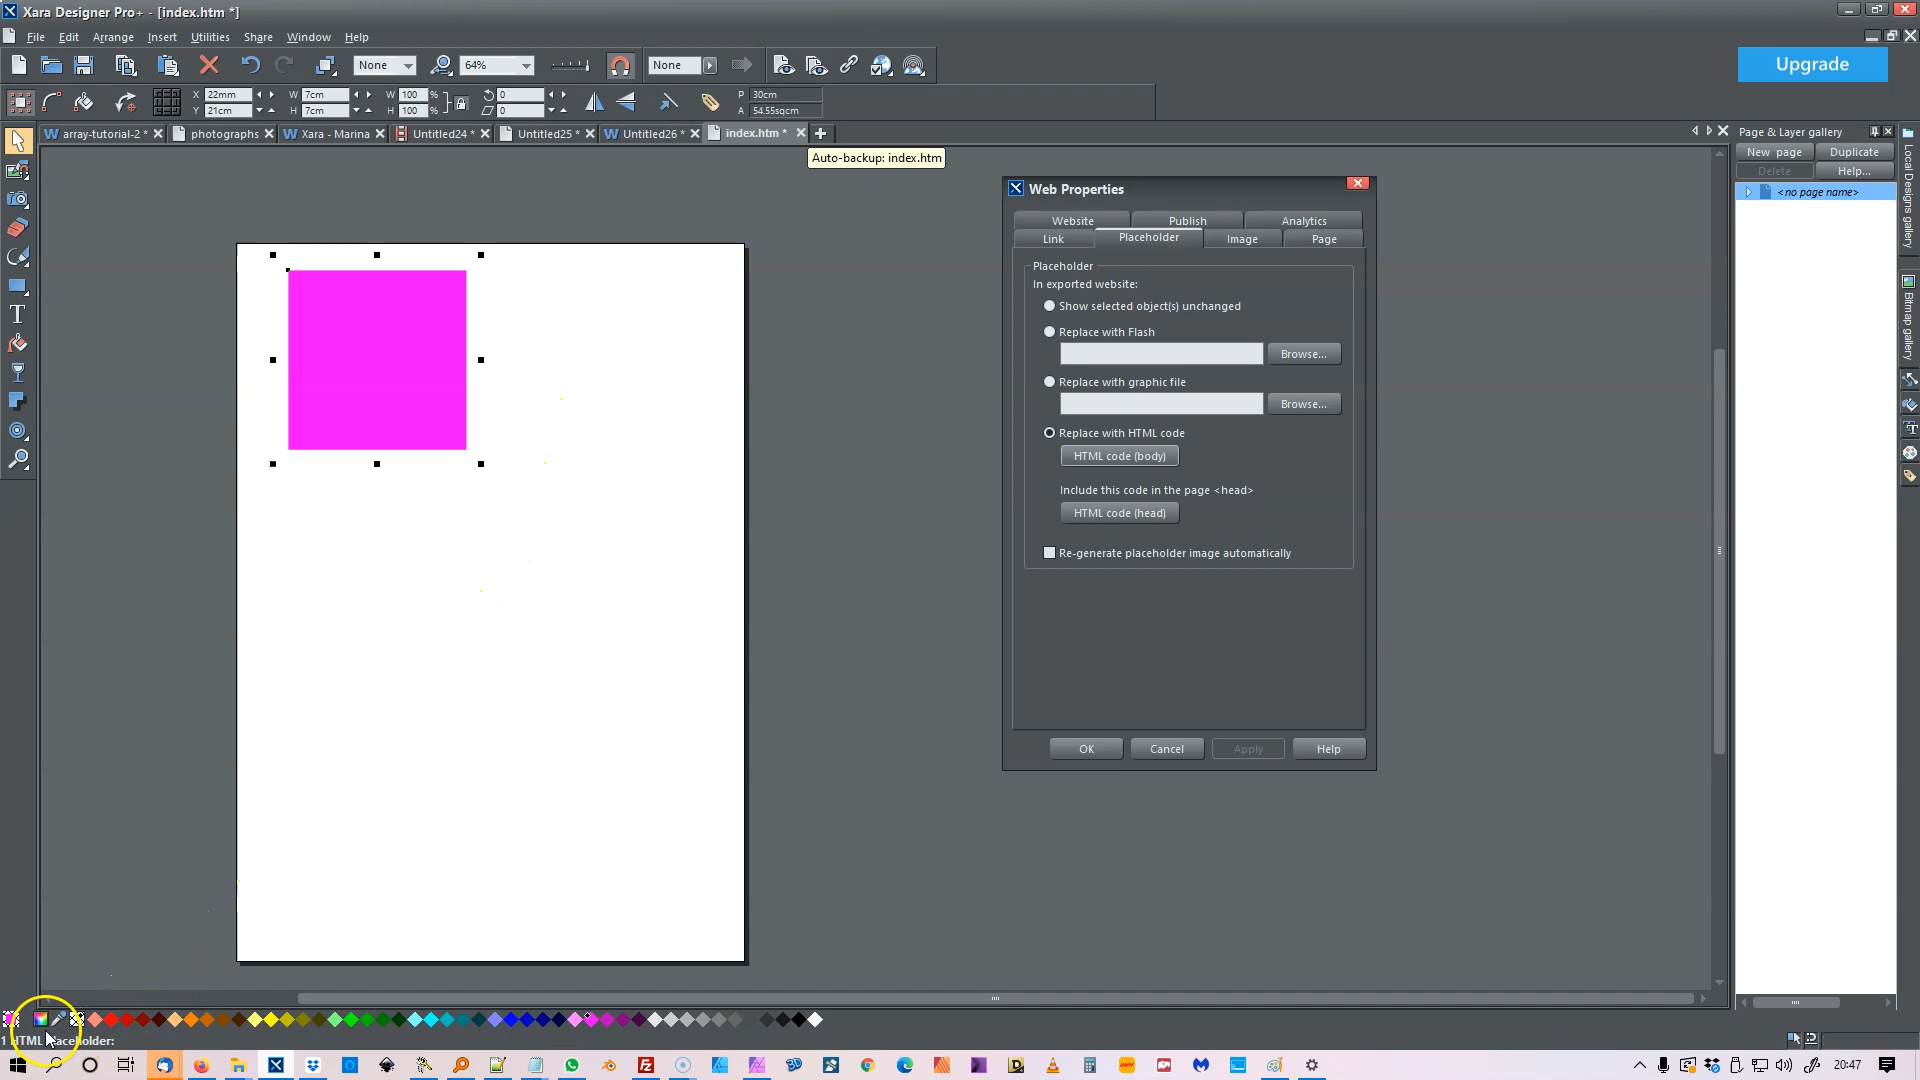 Xara Designer Pro+ - [index.htm *]
File Edit Arrange Insert Utilities Share Window Help
None 64% None Upgrade
X 22mm W 7cm W 100 % 0 P 30cm
Y 21cm H 7cm H 100 % 0 A 54.55sqcm
array-tutorial-2 * photographs Xara - Marina Untitled24 * Untitled25 * Untitled26 * index.htm *
Auto-backup: index.htm
Page & Layer gallery
New page Duplicate
Delete Help...
<no page name>
Local Designs gallery
Bitmap gallery
Web Properties
Website Publish Analytics
Link Placeholder Image Page
Placeholder
In exported website:
Show selected object(s) unchanged
Replace with Flash
Browse...
Replace with graphic file
Browse...
Replace with HTML code
HTML code (body)
Include this code in the page <head>
HTML code (head)
Re-generate placeholder image automatically
OK Cancel Apply Help
1 HTML placeholder:
20:47